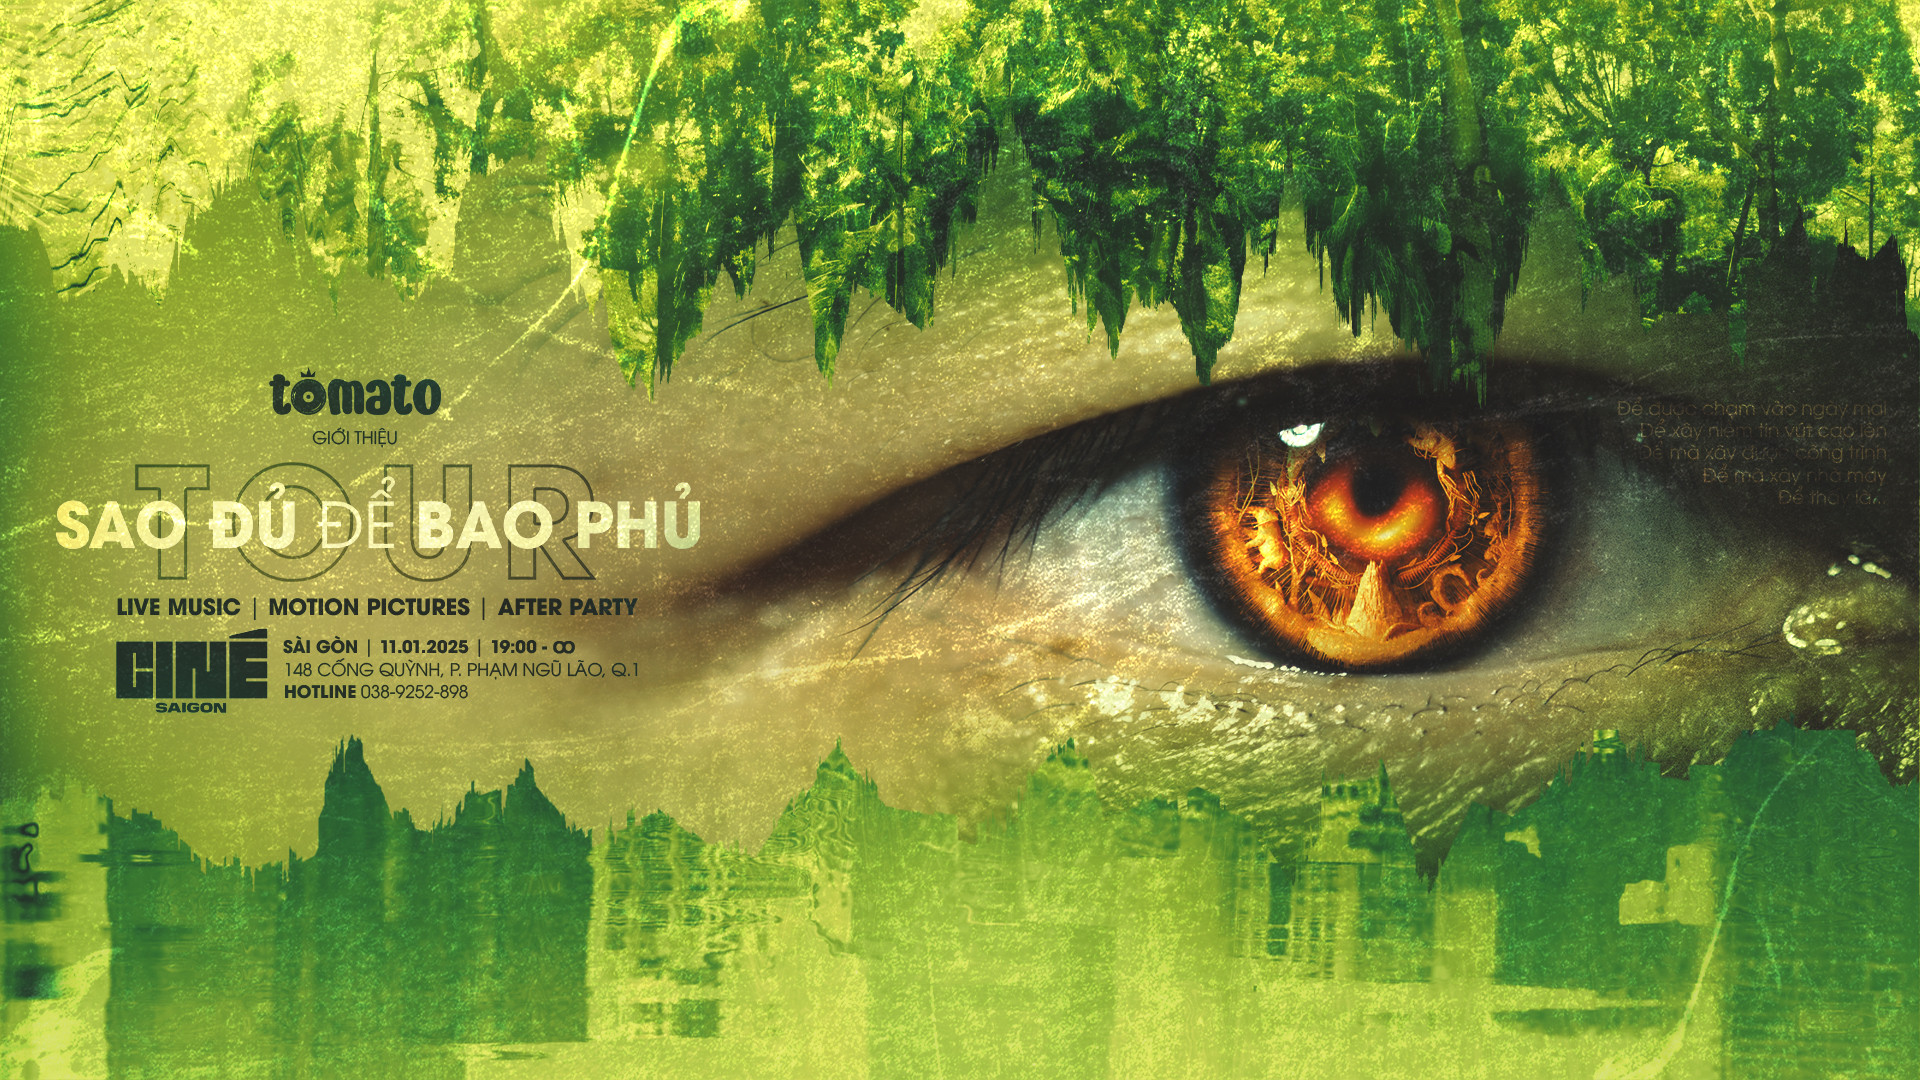 tomato
GIỚI THIỆU
TOUR
SAO ĐỦ ĐỂ BAO PHỦ
LIVE MUSIC | MOTION PICTURES | AFTER PARTY
CINÉ
SAIGON
SÀI GÒN | 11.01.2025 | 19:00 - ꝏ
148 CỐNG QUỲNH, P. PHẠM NGŨ LÃO, Q.1
HOTLINE 038-9252-898
Để được chạm vào ngày mai
Để xây niềm tin vút cao lên
Để mà xây được công trình
Để mà xây nhà máy
Để